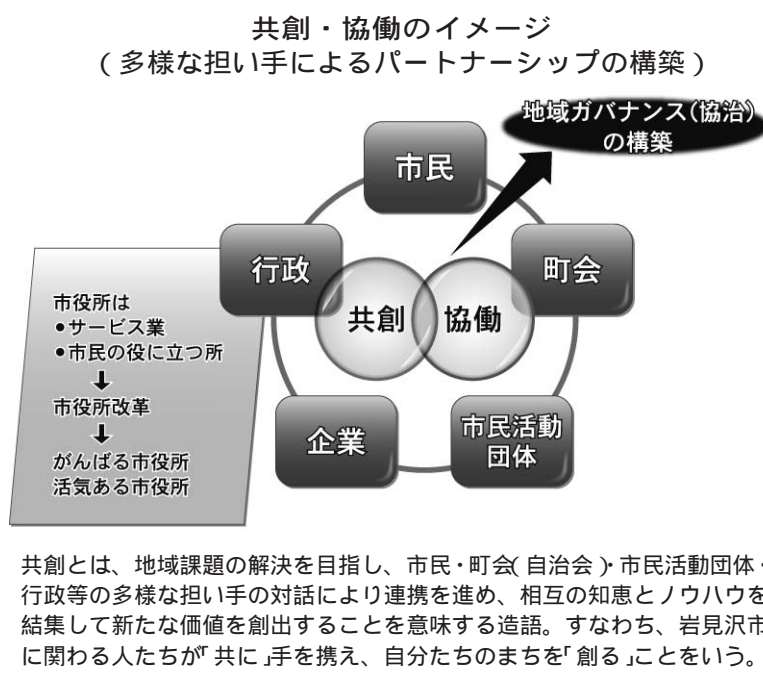 共創・協働のイメージ
(多様な担い手によるパートナーシップの構築)
地域ガバナンス(協治)
の構築
市民
行政
町会
共創
協働
企業
市民活動
団体
市役所は
●サービス業
●市民の役に立つ所
↓
市役所改革
↓
がんばる市役所
活気ある市役所
共創とは、地域課題の解決を目指し、市民・町会(自治会)・市民活動団体・
行政等の多様な担い手の対話により連携を進め、相互の知恵とノウハウを
結集して新たな価値を創出することを意味する造語。すなわち、岩見沢市
に関わる人たちが「共に」手を携え、自分たちのまちを「創る」ことをいう。